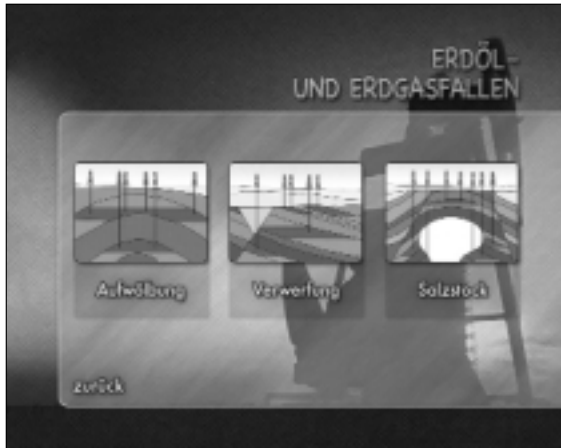 ERDÖL-
UND ERDGASFALLEN
Aufwölbung
Verwerfung
Salzstock
zurück